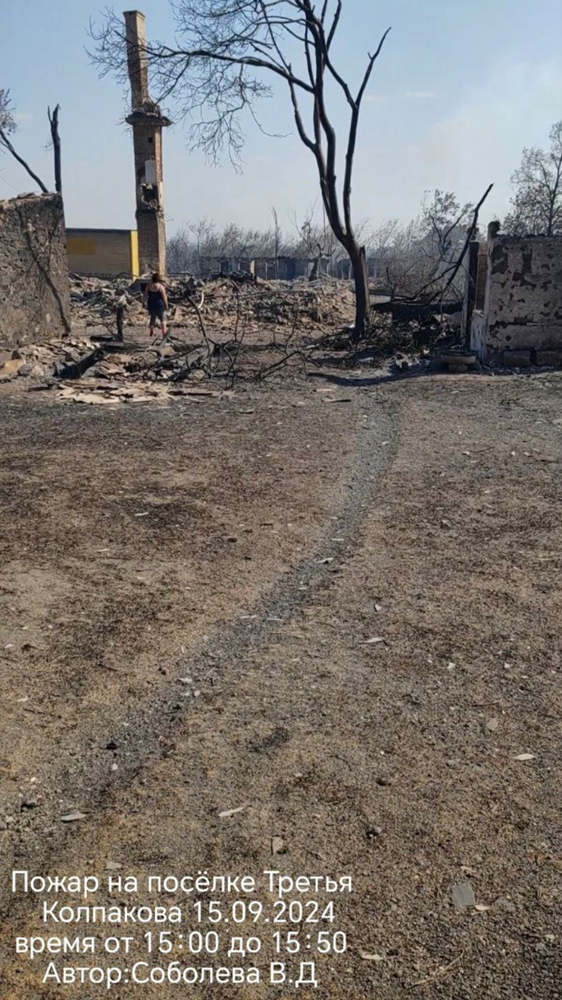 Пожар на посёлке Третья
Колпакова 15.09.2024
время от 15:00 до 15:50
Автор:Соболева В.Д